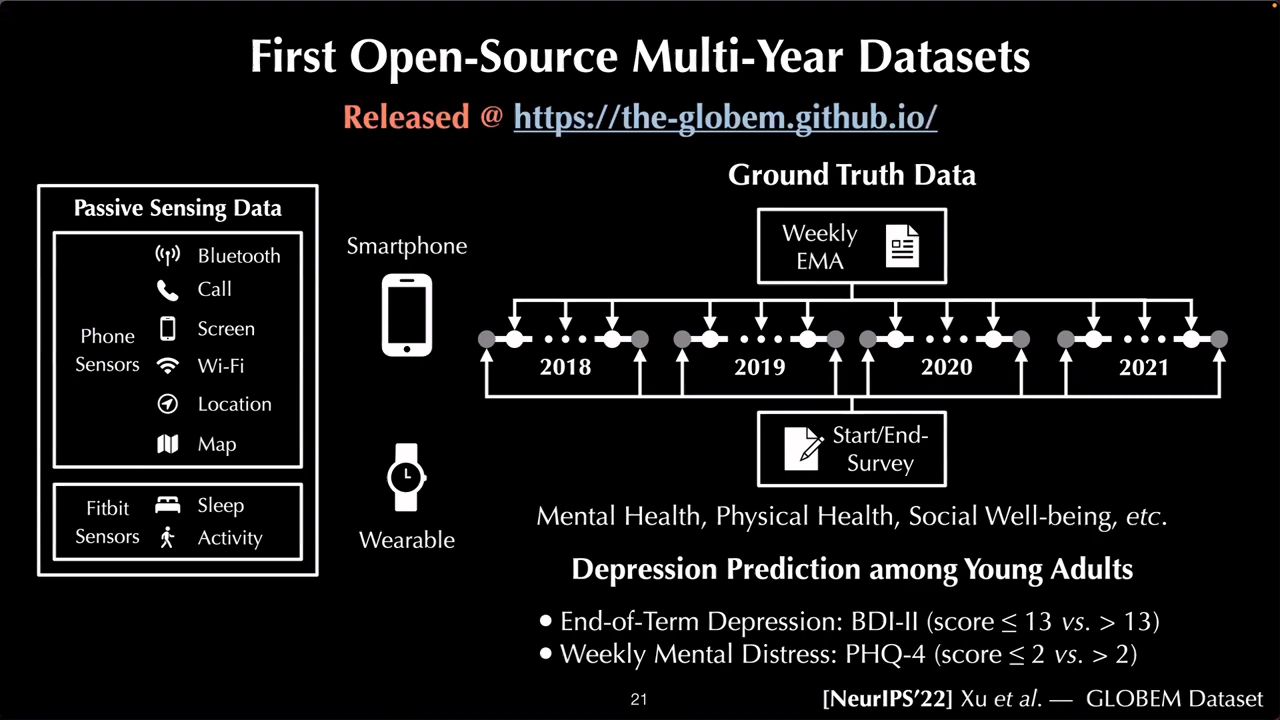 First Open-Source Multi-Year Datasets
Released @ https://the-globem.github.io/
Passive Sensing Data
Phone
Sensors
Bluetooth
Call
Screen
Wi-Fi
Location
Map
Fitbit
Sensors
Sleep
Activity
Smartphone
Wearable
Ground Truth Data
Weekly
EMA
2018
2019
2020
2021
Start/End-
Survey
Mental Health, Physical Health, Social Well-being, etc.
Depression Prediction among Young Adults
● End-of-Term Depression: BDI-II (score ≤ 13 vs. > 13)
● Weekly Mental Distress: PHQ-4 (score ≤ 2 vs. > 2)
21
[NeurIPS'22] Xu et al. — GLOBEM Dataset